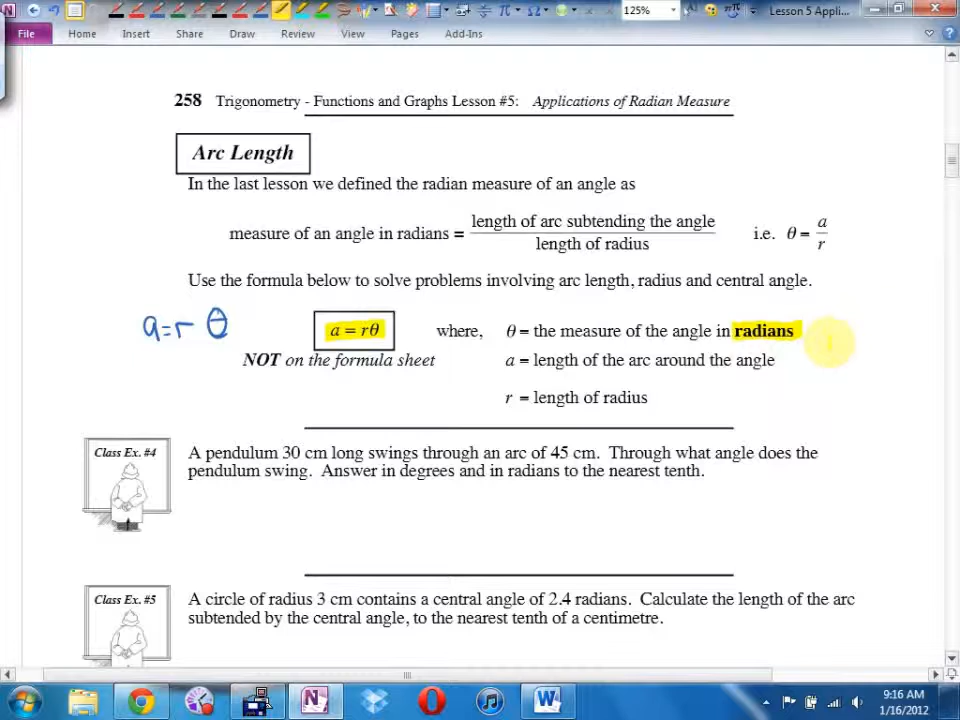 125%
Lesson 5 Appli...
File Home Insert Share Draw Review View Pages Add-Ins
258 Trigonometry - Functions and Graphs Lesson #5: Applications of Radian Measure
Arc Length
In the last lesson we defined the radian measure of an angle as
measure of an angle in radians = length of arc subtending the angle / length of radius i.e. θ = a / r
Use the formula below to solve problems involving arc length, radius and central angle.
a=r θ
a = rθ where, θ = the measure of the angle in radians
NOT on the formula sheet a = length of the arc around the angle
r = length of radius
Class Ex. #4
A pendulum 30 cm long swings through an arc of 45 cm. Through what angle does the
pendulum swing. Answer in degrees and in radians to the nearest tenth.
Class Ex. #5
A circle of radius 3 cm contains a central angle of 2.4 radians. Calculate the length of the arc
subtended by the central angle, to the nearest tenth of a centimetre.
9:16 AM
1/16/2012